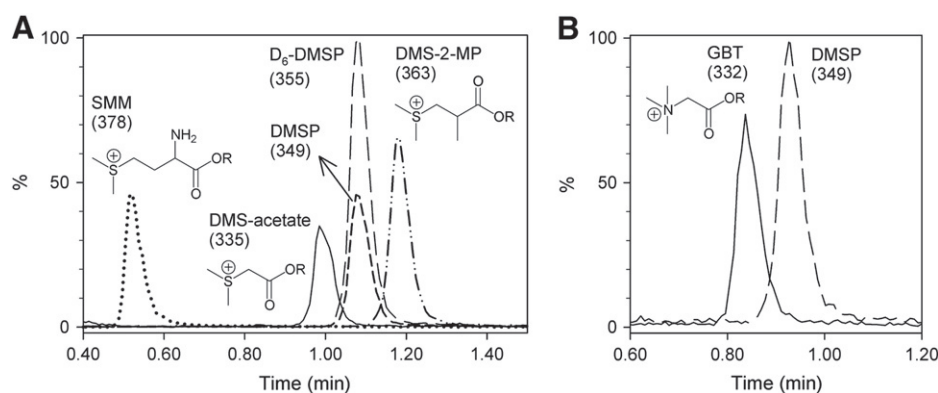 A
100
50
0
%
0.40
0.60
0.80
1.00
1.20
1.40
Time (min)
SMM
(378)
NH₂
S
⊕
OR
O
DMS-acetate
(335)
S
⊕
OR
O
D₆-DMSP
(355)
DMSP
(349)
DMS-2-MP
(363)
⊕
S
O
OR
B
100
50
0
%
0.60
0.80
1.00
1.20
Time (min)
GBT
(332)
N
⊕
OR
O
DMSP
(349)